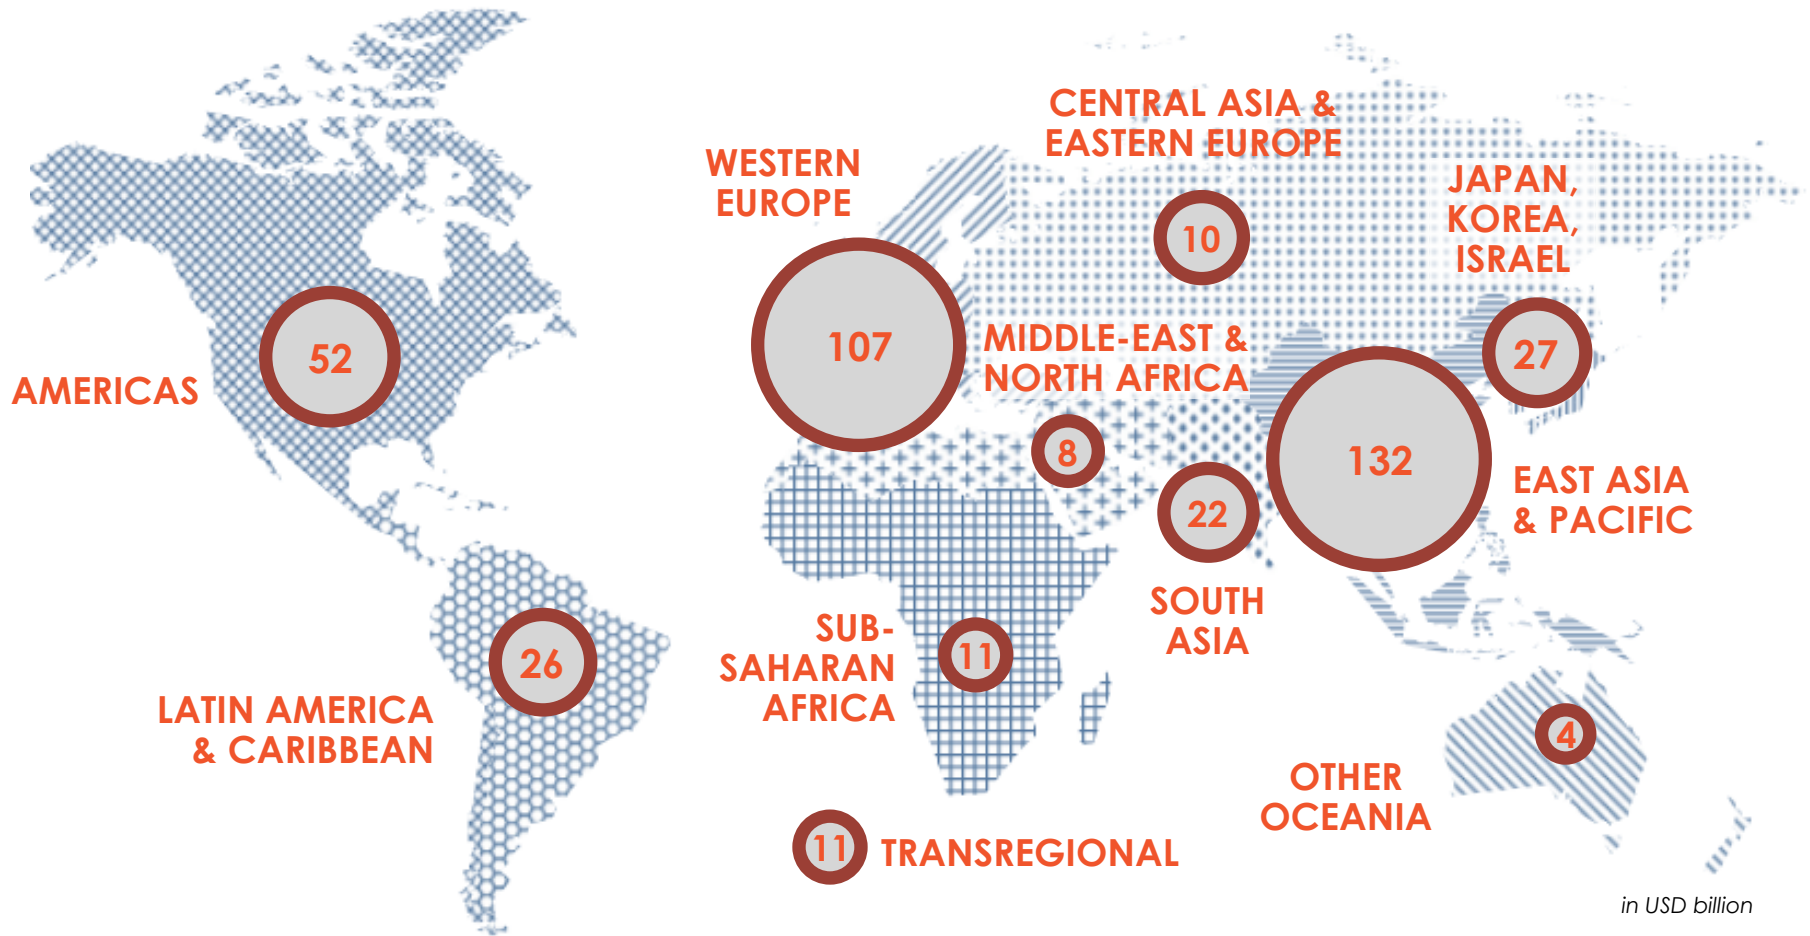 CENTRAL ASIA &
EASTERN EUROPE
10
WESTERN
EUROPE
107
JAPAN,
KOREA,
ISRAEL
27
AMERICAS
52
MIDDLE-EAST &
NORTH AFRICA
8
132
EAST ASIA
& PACIFIC
22
SOUTH
ASIA
26
LATIN AMERICA
& CARIBBEAN
SUB-
SAHARAN
AFRICA
11
4
OTHER
OCEANIA
11
TRANSREGIONAL
in USD billion